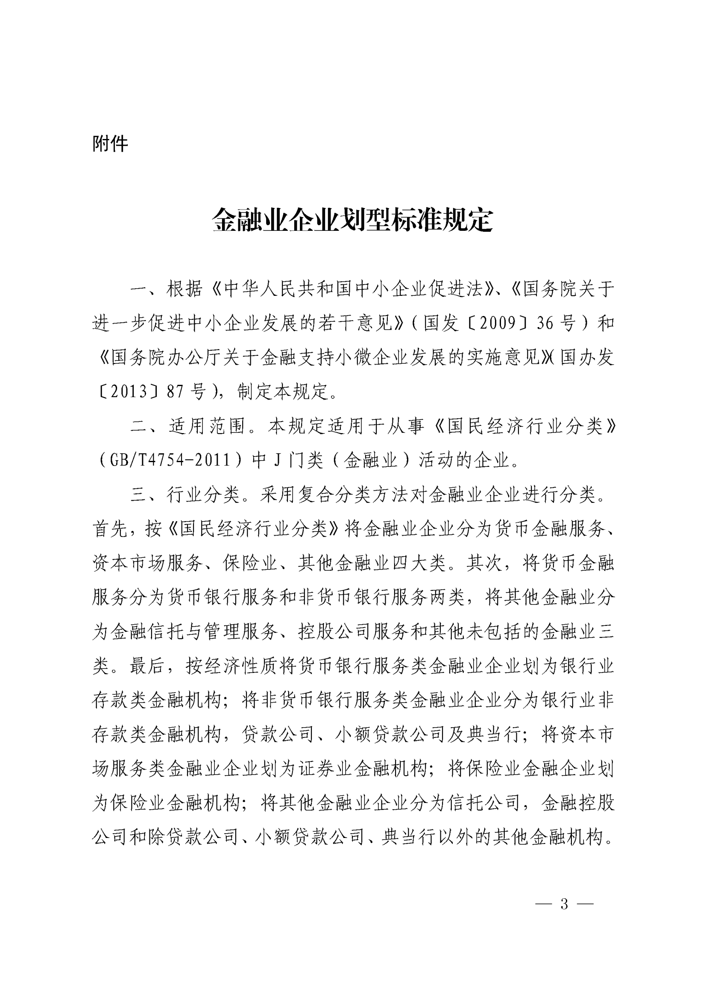 附件
金融业企业划型标准规定
一、根据《中华人民共和国中小企业促进法》、《国务院关于
进一步促进中小企业发展的若干意见》（国发〔2009〕36 号）和
《国务院办公厅关于金融支持小微企业发展的实施意见》（国办发
〔2013〕87 号），制定本规定。
二、适用范围。本规定适用于从事《国民经济行业分类》
（GB/T4754-2011）中 J 门类（金融业）活动的企业。
三、行业分类。采用复合分类方法对金融业企业进行分类。
首先，按《国民经济行业分类》将金融业企业分为货币金融服务、
资本市场服务、保险业、其他金融业四大类。其次，将货币金融
服务分为货币银行服务和非货币银行服务两类，将其他金融业分
为金融信托与管理服务、控股公司服务和其他未包括的金融业三
类。最后，按经济性质将货币银行服务类金融业企业划为银行业
存款类金融机构；将非货币银行服务类金融业企业分为银行业非
存款类金融机构，贷款公司、小额贷款公司及典当行；将资本市
场服务类金融业企业划为证券业金融机构；将保险业金融企业划
为保险业金融机构；将其他金融业企业分为信托公司，金融控股
公司和除贷款公司、小额贷款公司、典当行以外的其他金融机构。
— 3 —